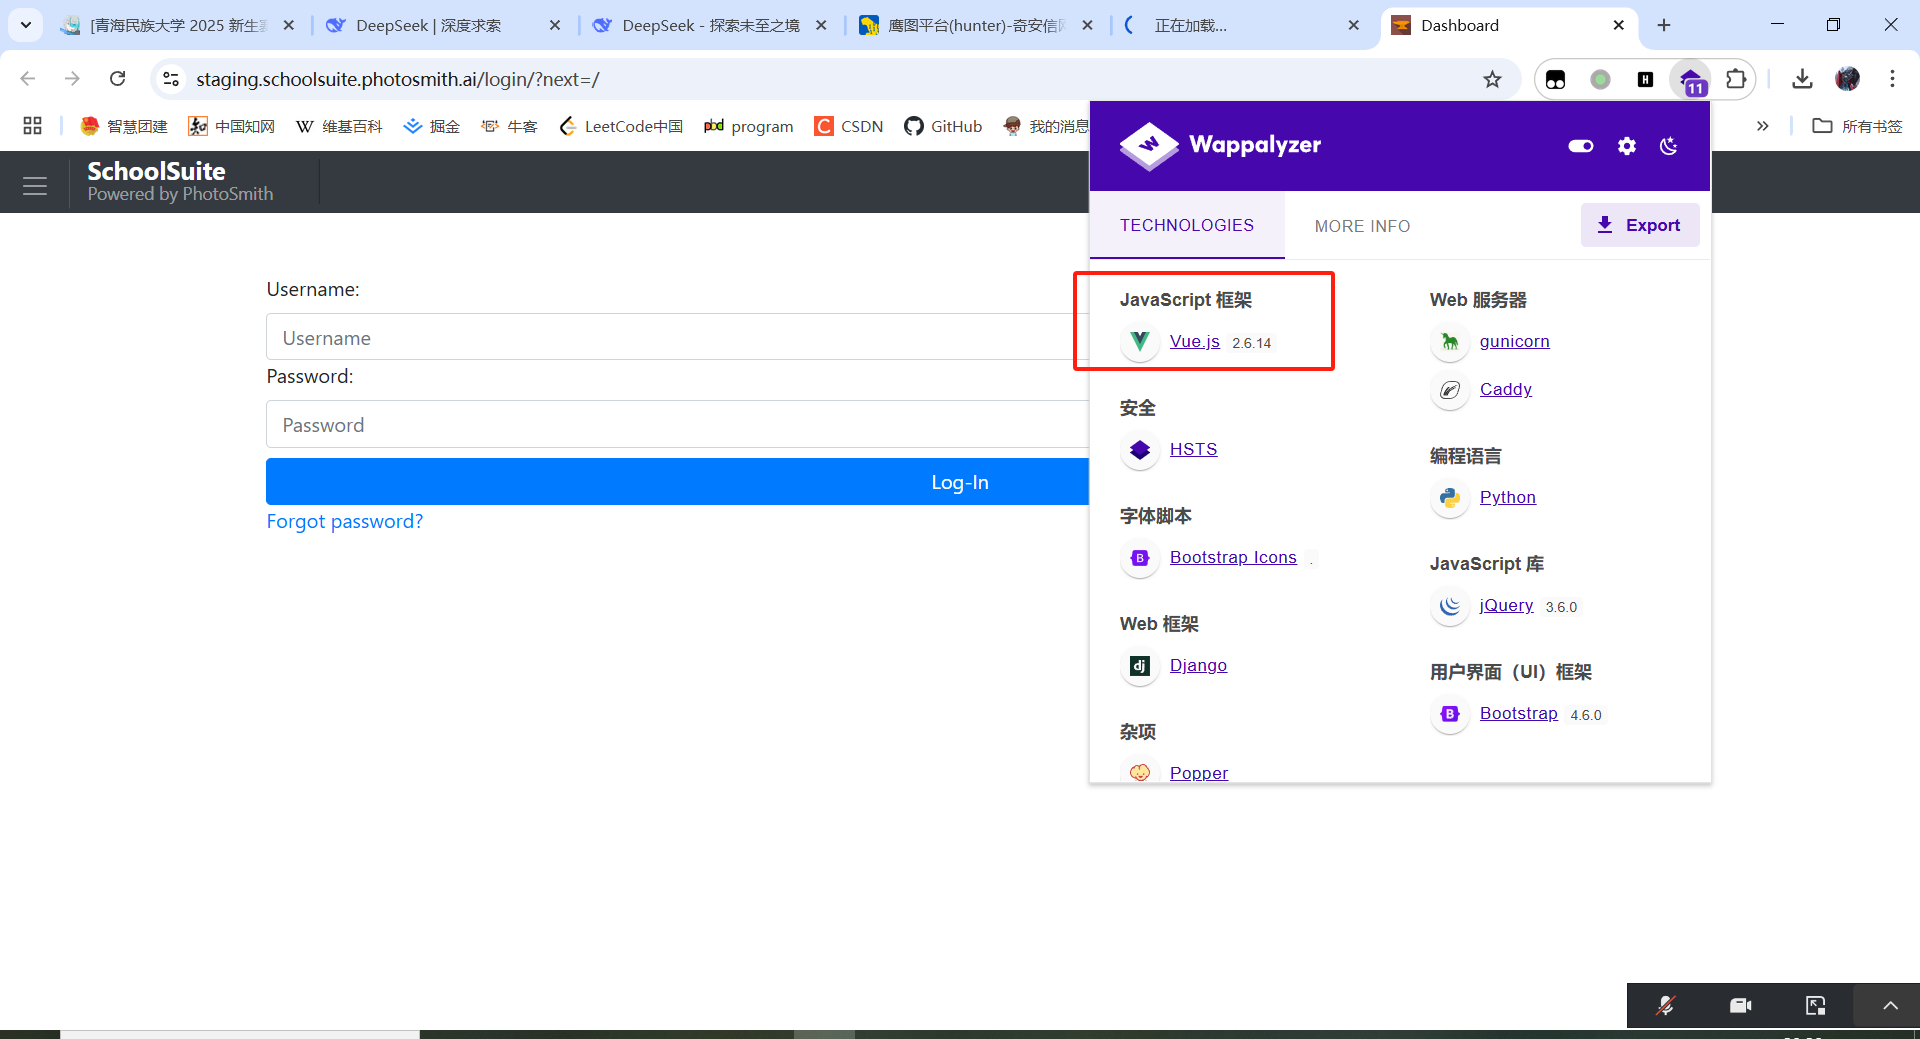 [青海民族大学 2025 新生赛
DeepSeek | 深度求索
DeepSeek - 探索未至之境
鹰图平台(hunter)-奇安信网
正在加载...
Dashboard
staging.schoolsuite.photosmith.ai/login/?next=/
11
智慧团建
中国知网
维基百科
掘金
牛客
LeetCode中国
pbd program
CSDN
GitHub
我的消息
所有书签
SchoolSuite
Powered by PhotoSmith
Username:
Username
Password:
Password
Log-In
Forgot password?
Wappalyzer
TECHNOLOGIES
MORE INFO
Export
JavaScript 框架
Vue.js 2.6.14
安全
HSTS
字体脚本
Bootstrap Icons .
Web 框架
Django
杂项
Popper
Web 服务器
gunicorn
Caddy
编程语言
Python
JavaScript 库
jQuery 3.6.0
用户界面（UI）框架
Bootstrap 4.6.0